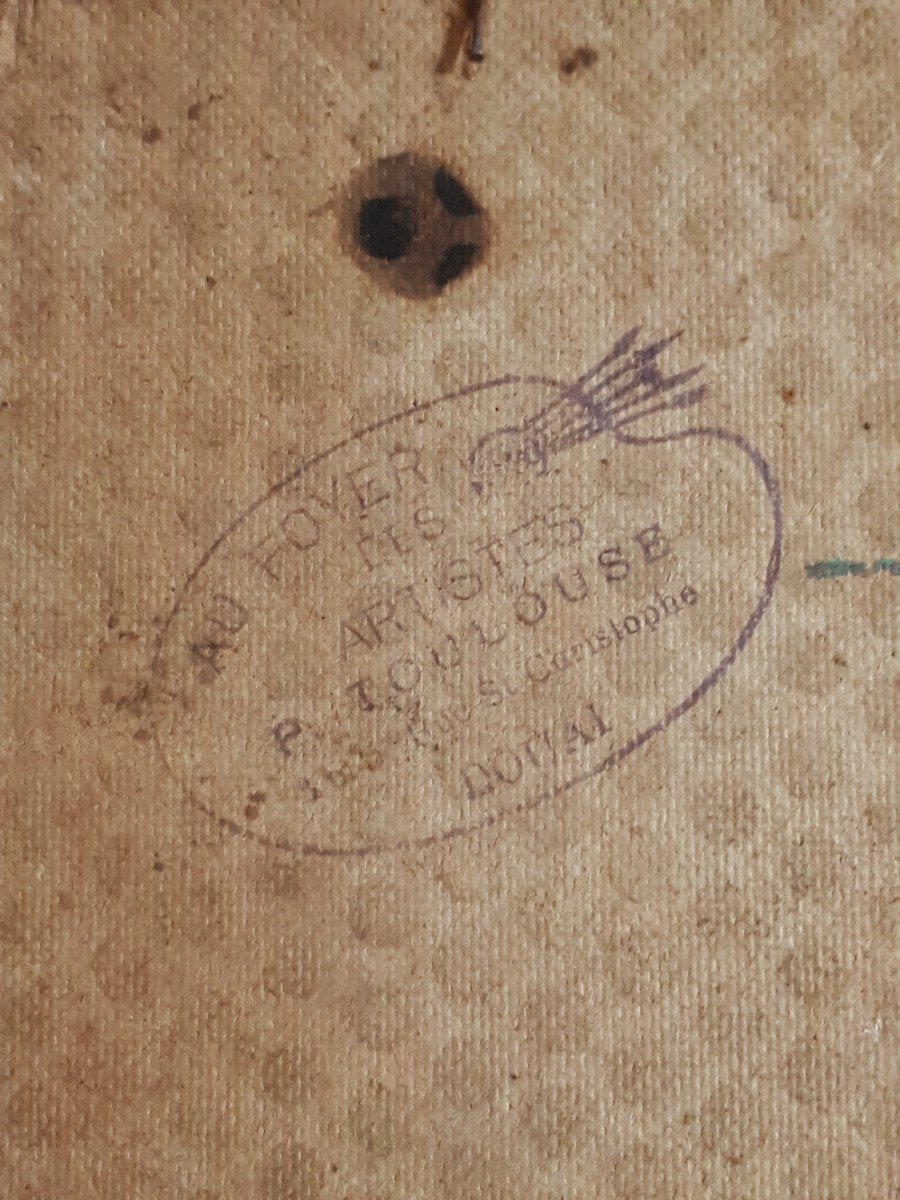 AU FOYER
DES
ARTISTES
P. TOULOUSE
Rue St Christophe
DOUAI